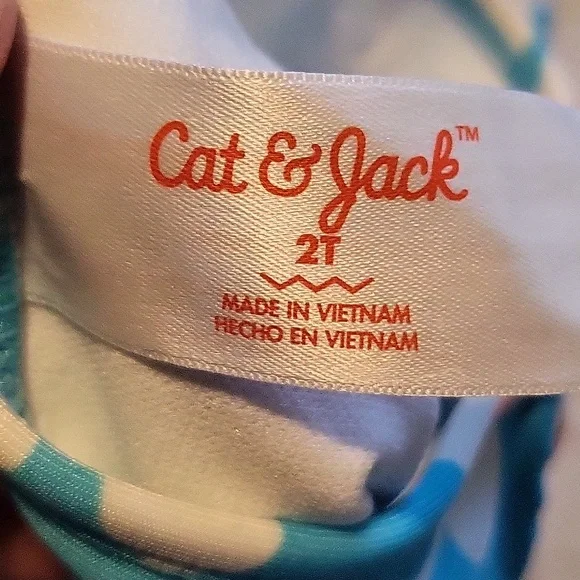 Cat & Jack™
2T
MADE IN VIETNAM
HECHO EN VIETNAM